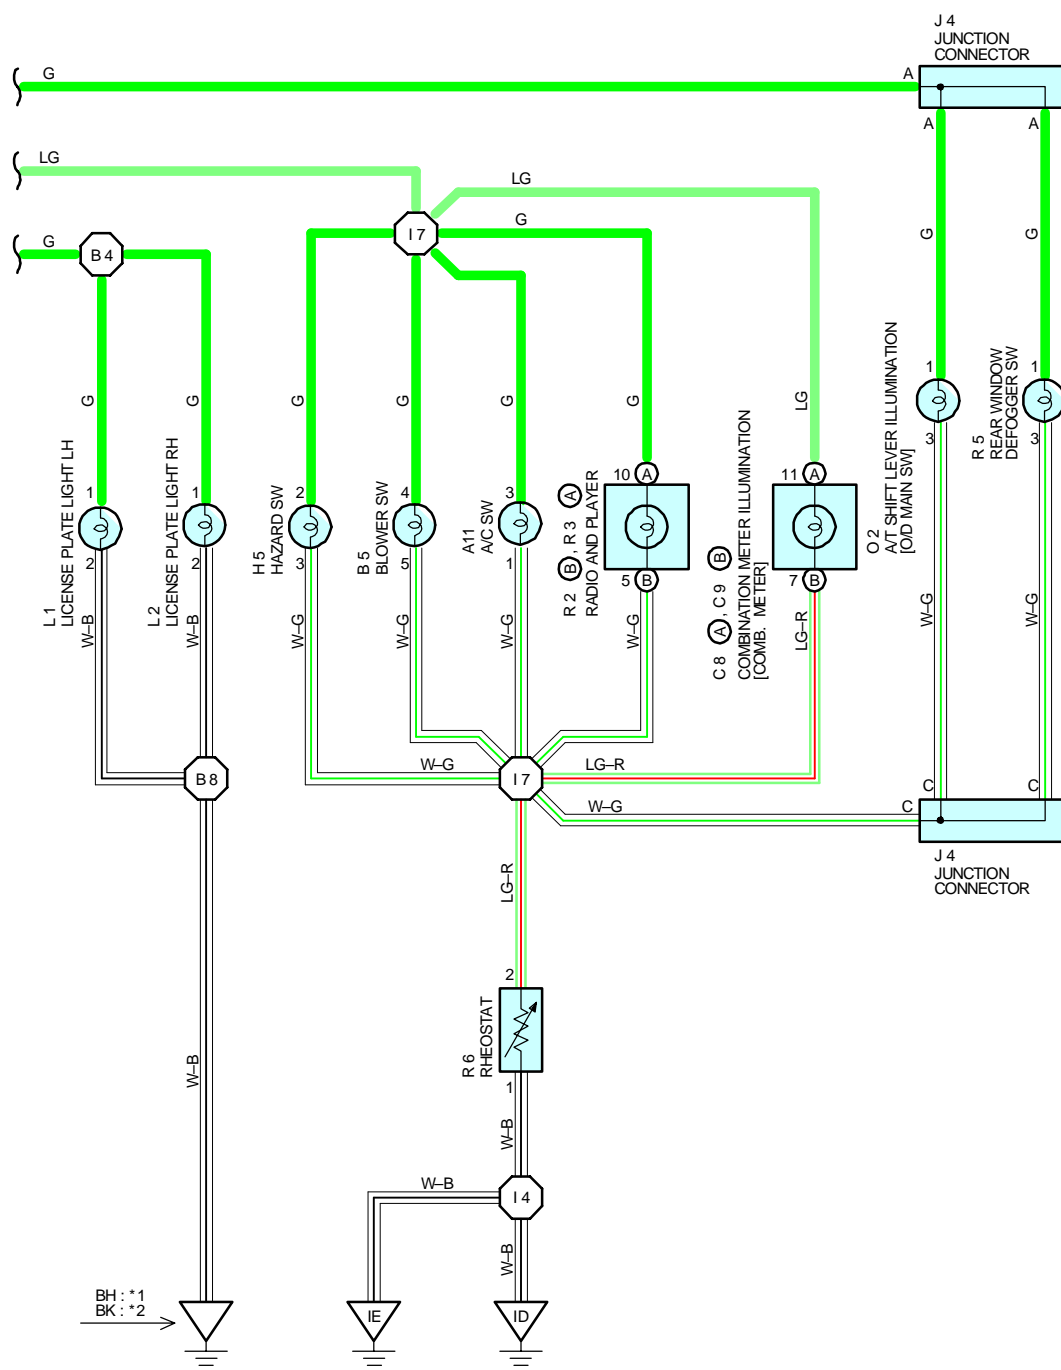 J 4
JUNCTION
CONNECTOR
G
A
A
A
LG
LG
G
G
I 7
B 4
G
G
G
G
G
G
G
G
LG
1
1
2
4
3
10 A
11 A
1
1
L 1
LICENSE PLATE LIGHT LH
L 2
LICENSE PLATE LIGHT RH
H 5
HAZARD SW
B 5
BLOWER SW
A11
A/C SW
R 2 B , R 3 A
RADIO AND PLAYER
C 8 A , C 9 B
COMBINATION METER ILLUMINATION
[COMB. METER]
O 2
A/T SHIFT LEVER ILLUMINATION
[O/D MAIN SW]
R 5
REAR WINDOW
DEFOGGER SW
2
2
3
5
1
5 B
7 B
3
3
W–B
W–B
W–G
W–G
W–G
W–G
LG–R
W–G
W–G
B 8
W–G
I 7
LG–R
W–G
C
C
C
J 4
JUNCTION
CONNECTOR
LG–R
2
R 6
RHEOSTAT
1
W–B
W–B
W–B
I 4
W–B
BH : *1
BK : *2
IE
ID